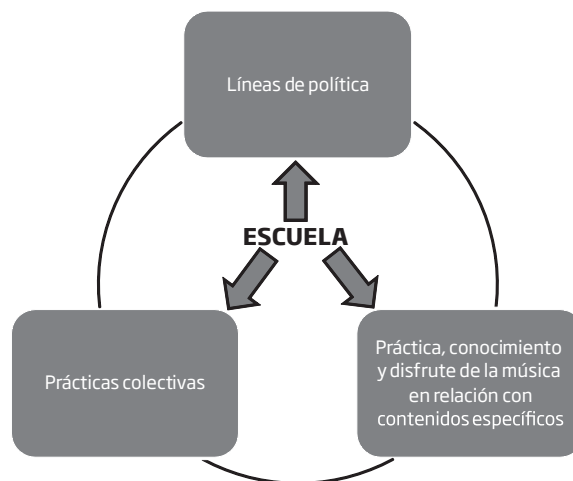 Líneas de política
ESCUELA
Prácticas colectivas
Práctica, conocimiento
y disfrute de la música
en relación con
contenidos específicos